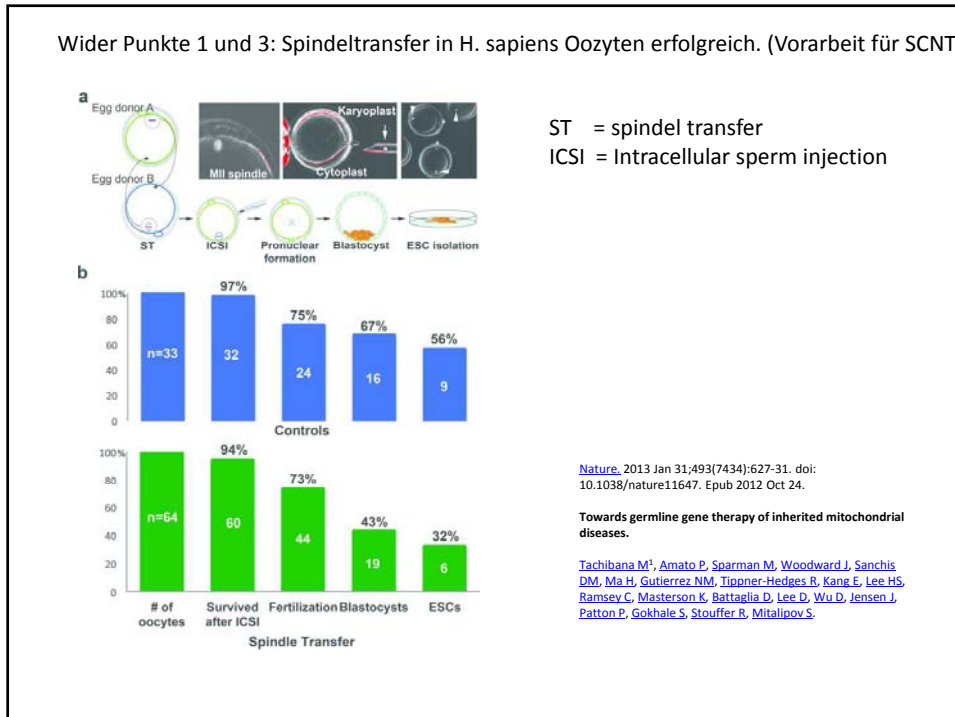 Wider Punkte 1 und 3: Spindeltransfer in H. sapiens Oozyten erfolgreich. (Vorarbeit für SCNT
a
Egg donor A
Egg donor B
MII spindle
Karyoplast
Cytoplast
ST
ICSI
Pronuclear
formation
Blastocyst
ESC isolation
ST = spindel transfer
ICSI = Intracellular sperm injection
b
100%
80
60
40
20
0
97%
75%
67%
56%
n=33
32
24
16
9
Controls
100%
80
60
40
20
0
94%
73%
43%
32%
n=64
60
44
19
6
# of
oocytes
Survived
after ICSI
Fertilization
Blastocysts
ESCs
Spindle Transfer
Nature. 2013 Jan 31;493(7434):627-31. doi:
10.1038/nature11647. Epub 2012 Oct 24.
Towards germline gene therapy of inherited mitochondrial
diseases.
Tachibana M1, Amato P, Sparman M, Woodward J, Sanchis
DM, Ma H, Gutierrez NM, Tippner-Hedges R, Kang E, Lee HS,
Ramsey C, Masterson K, Battaglia D, Lee D, Wu D, Jensen J,
Patton P, Gokhale S, Stouffer R, Mitalipov S.